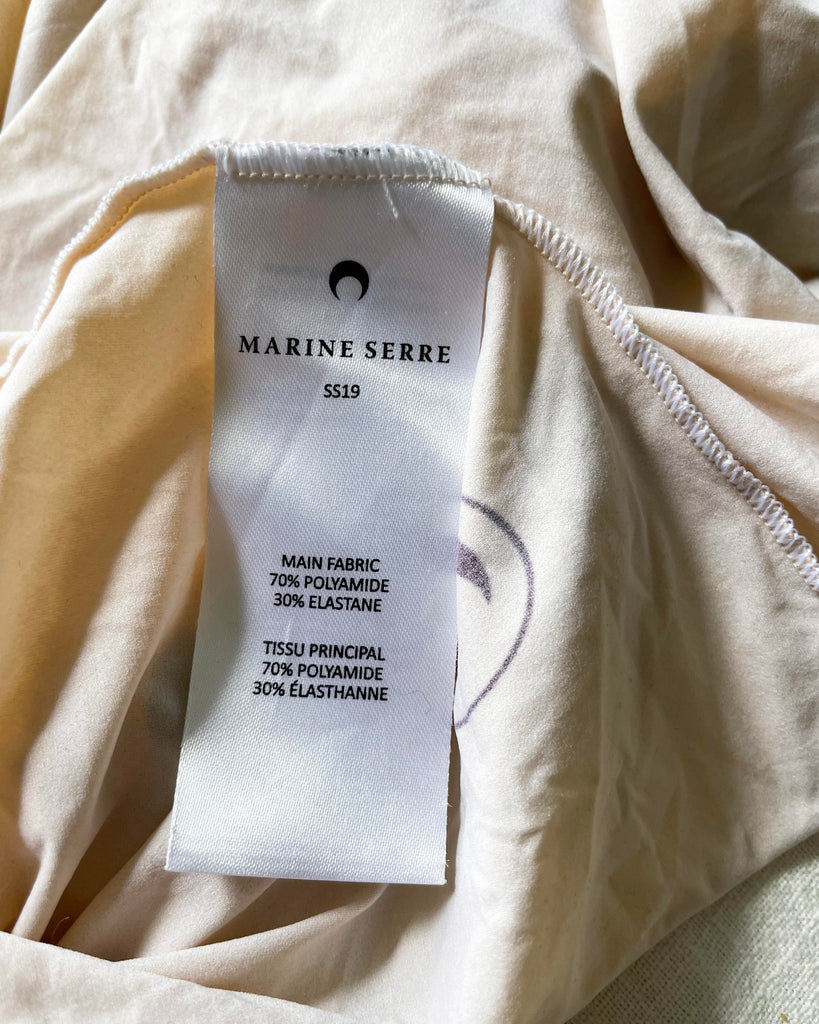 MARINE SERRE
SS19
MAIN FABRIC
70% POLYAMIDE
30% ELASTANE
TISSU PRINCIPAL
70% POLYAMIDE
30% ÉLASTHANNE